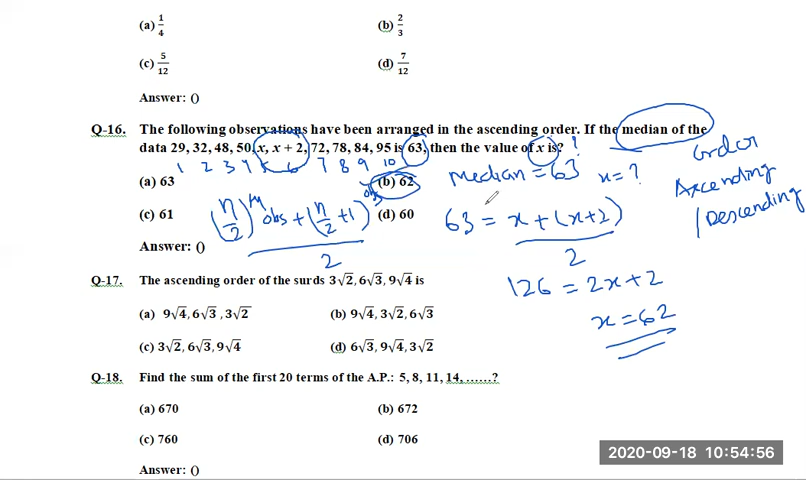 (a) 1/4 (b) 2/3
(c) 5/12 (d) 7/12
Answer: ()
Q-16. The following observations have been arranged in the ascending order. If the median of the
data 29, 32, 48, 50, x, x + 2, 72, 78, 84, 95 is 63, then the value of x is?
1 2 3 4 5 6 7 8 9 10
(a) 63 (b) 62
(c) 61 (d) 60
Answer: ()
(n/2)th obs + (n/2 + 1)th obs
2
median = 63 x = ?
63 = x + (x+2)
2
126 = 2x + 2
x = 62
order
Ascending
/Descending
Q-17. The ascending order of the surds 3√2, 6√3, 9√4 is
(a) 9√4, 6√3 , 3√2 (b) 9√4, 3√2, 6√3
(c) 3√2, 6√3, 9√4 (d) 6√3, 9√4, 3√2
Q-18. Find the sum of the first 20 terms of the A.P.: 5, 8, 11, 14, ......?
(a) 670 (b) 672
(c) 760 (d) 706
Answer: ()
2020-09-18 10:54:56